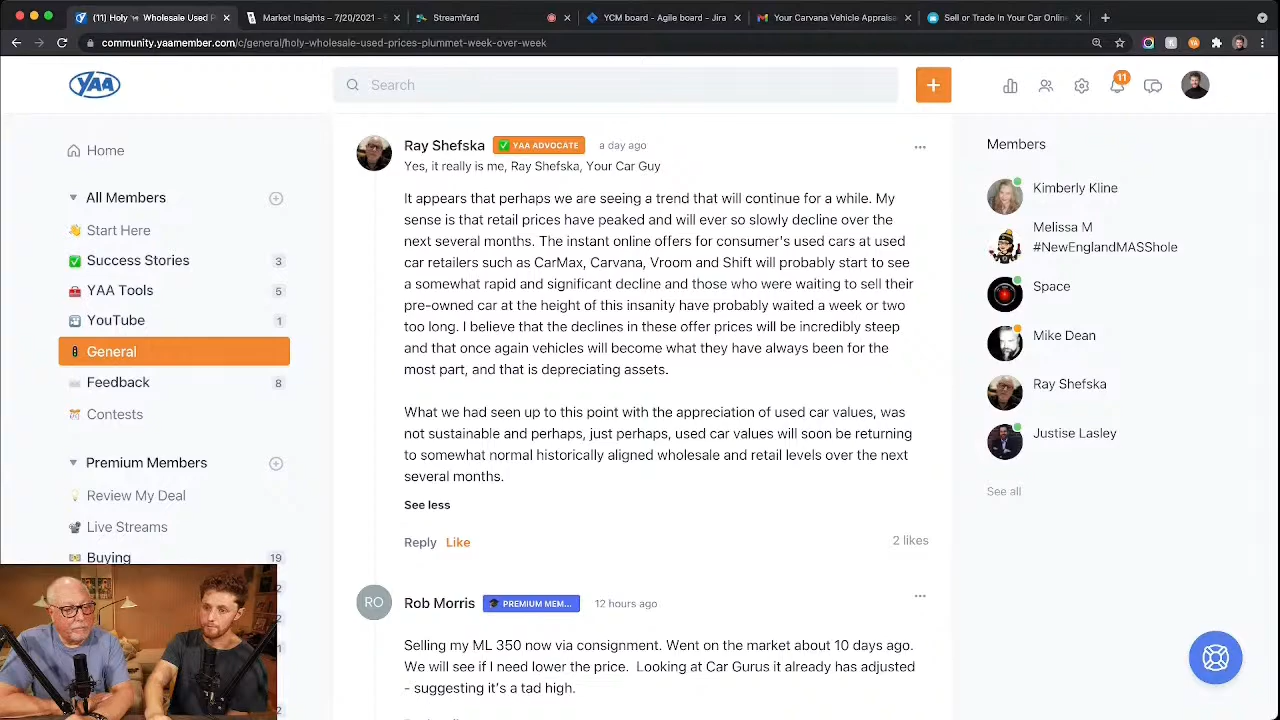 Holy 🐄 Wholesale Used P
Market Insights – 7/20/2021 –
StreamYard
YCM board - Agile board - Jira
Your Carvana Vehicle Appraisa
Sell or Trade In Your Car Online
community.yaamember.com/c/general/holy-wholesale-used-prices-plummet-week-over-week
YAA
Search
11
Home
All Members
Start Here
Success Stories 3
YAA Tools 5
YouTube 1
General
Feedback 8
Contests
Premium Members
Review My Deal
Live Streams
Buying 19
2
2
1
2
Ray Shefska YAA ADVOCATE a day ago
Yes, it really is me, Ray Shefska, Your Car Guy
It appears that perhaps we are seeing a trend that will continue for a while. My
sense is that retail prices have peaked and will ever so slowly decline over the
next several months. The instant online offers for consumer's used cars at used
car retailers such as CarMax, Carvana, Vroom and Shift will probably start to see
a somewhat rapid and significant decline and those who were waiting to sell their
pre-owned car at the height of this insanity have probably waited a week or two
too long. I believe that the declines in these offer prices will be incredibly steep
and that once again vehicles will become what they have always been for the
most part, and that is depreciating assets.
What we had seen up to this point with the appreciation of used car values, was
not sustainable and perhaps, just perhaps, used car values will soon be returning
to somewhat normal historically aligned wholesale and retail levels over the next
several months.
See less
Reply Like 2 likes
RO Rob Morris PREMIUM MEM... 12 hours ago
Selling my ML 350 now via consignment. Went on the market about 10 days ago.
We will see if I need lower the price. Looking at Car Gurus it already has adjusted
- suggesting it's a tad high.
Members
Kimberly Kline
Melissa M
#NewEnglandMASShole
Space
Mike Dean
Ray Shefska
Justise Lasley
See all